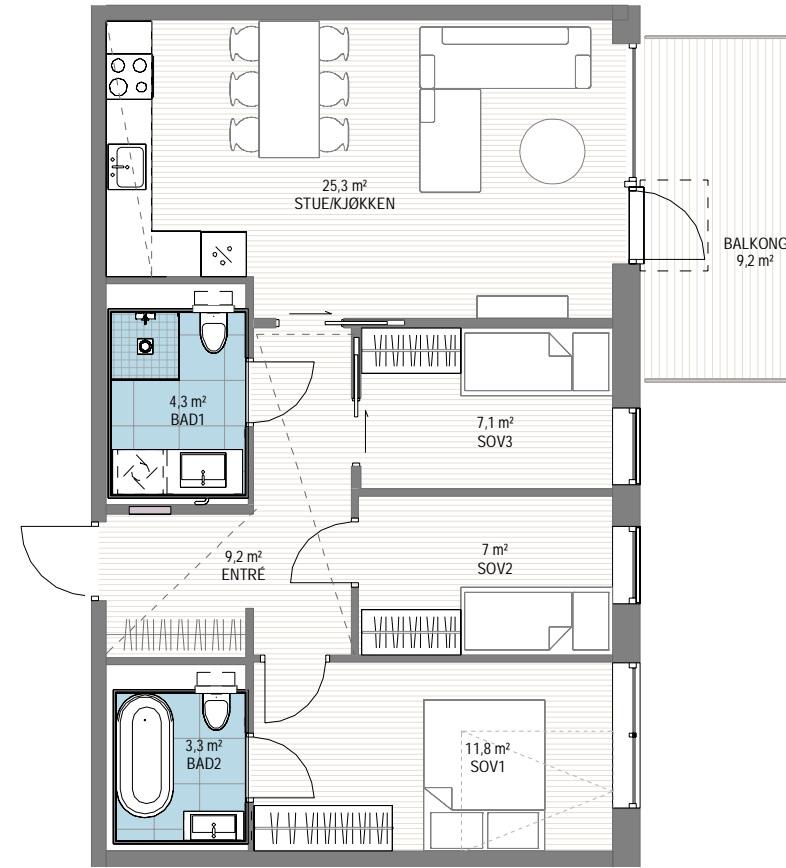 25,3 m²
STUE/KJØKKEN
BALKONG
9,2 m²
4,3 m²
BAD1
7,1 m²
SOV3
9,2 m²
ENTRÉ
7 m²
SOV2
3,3 m²
BAD2
11,8 m²
SOV1